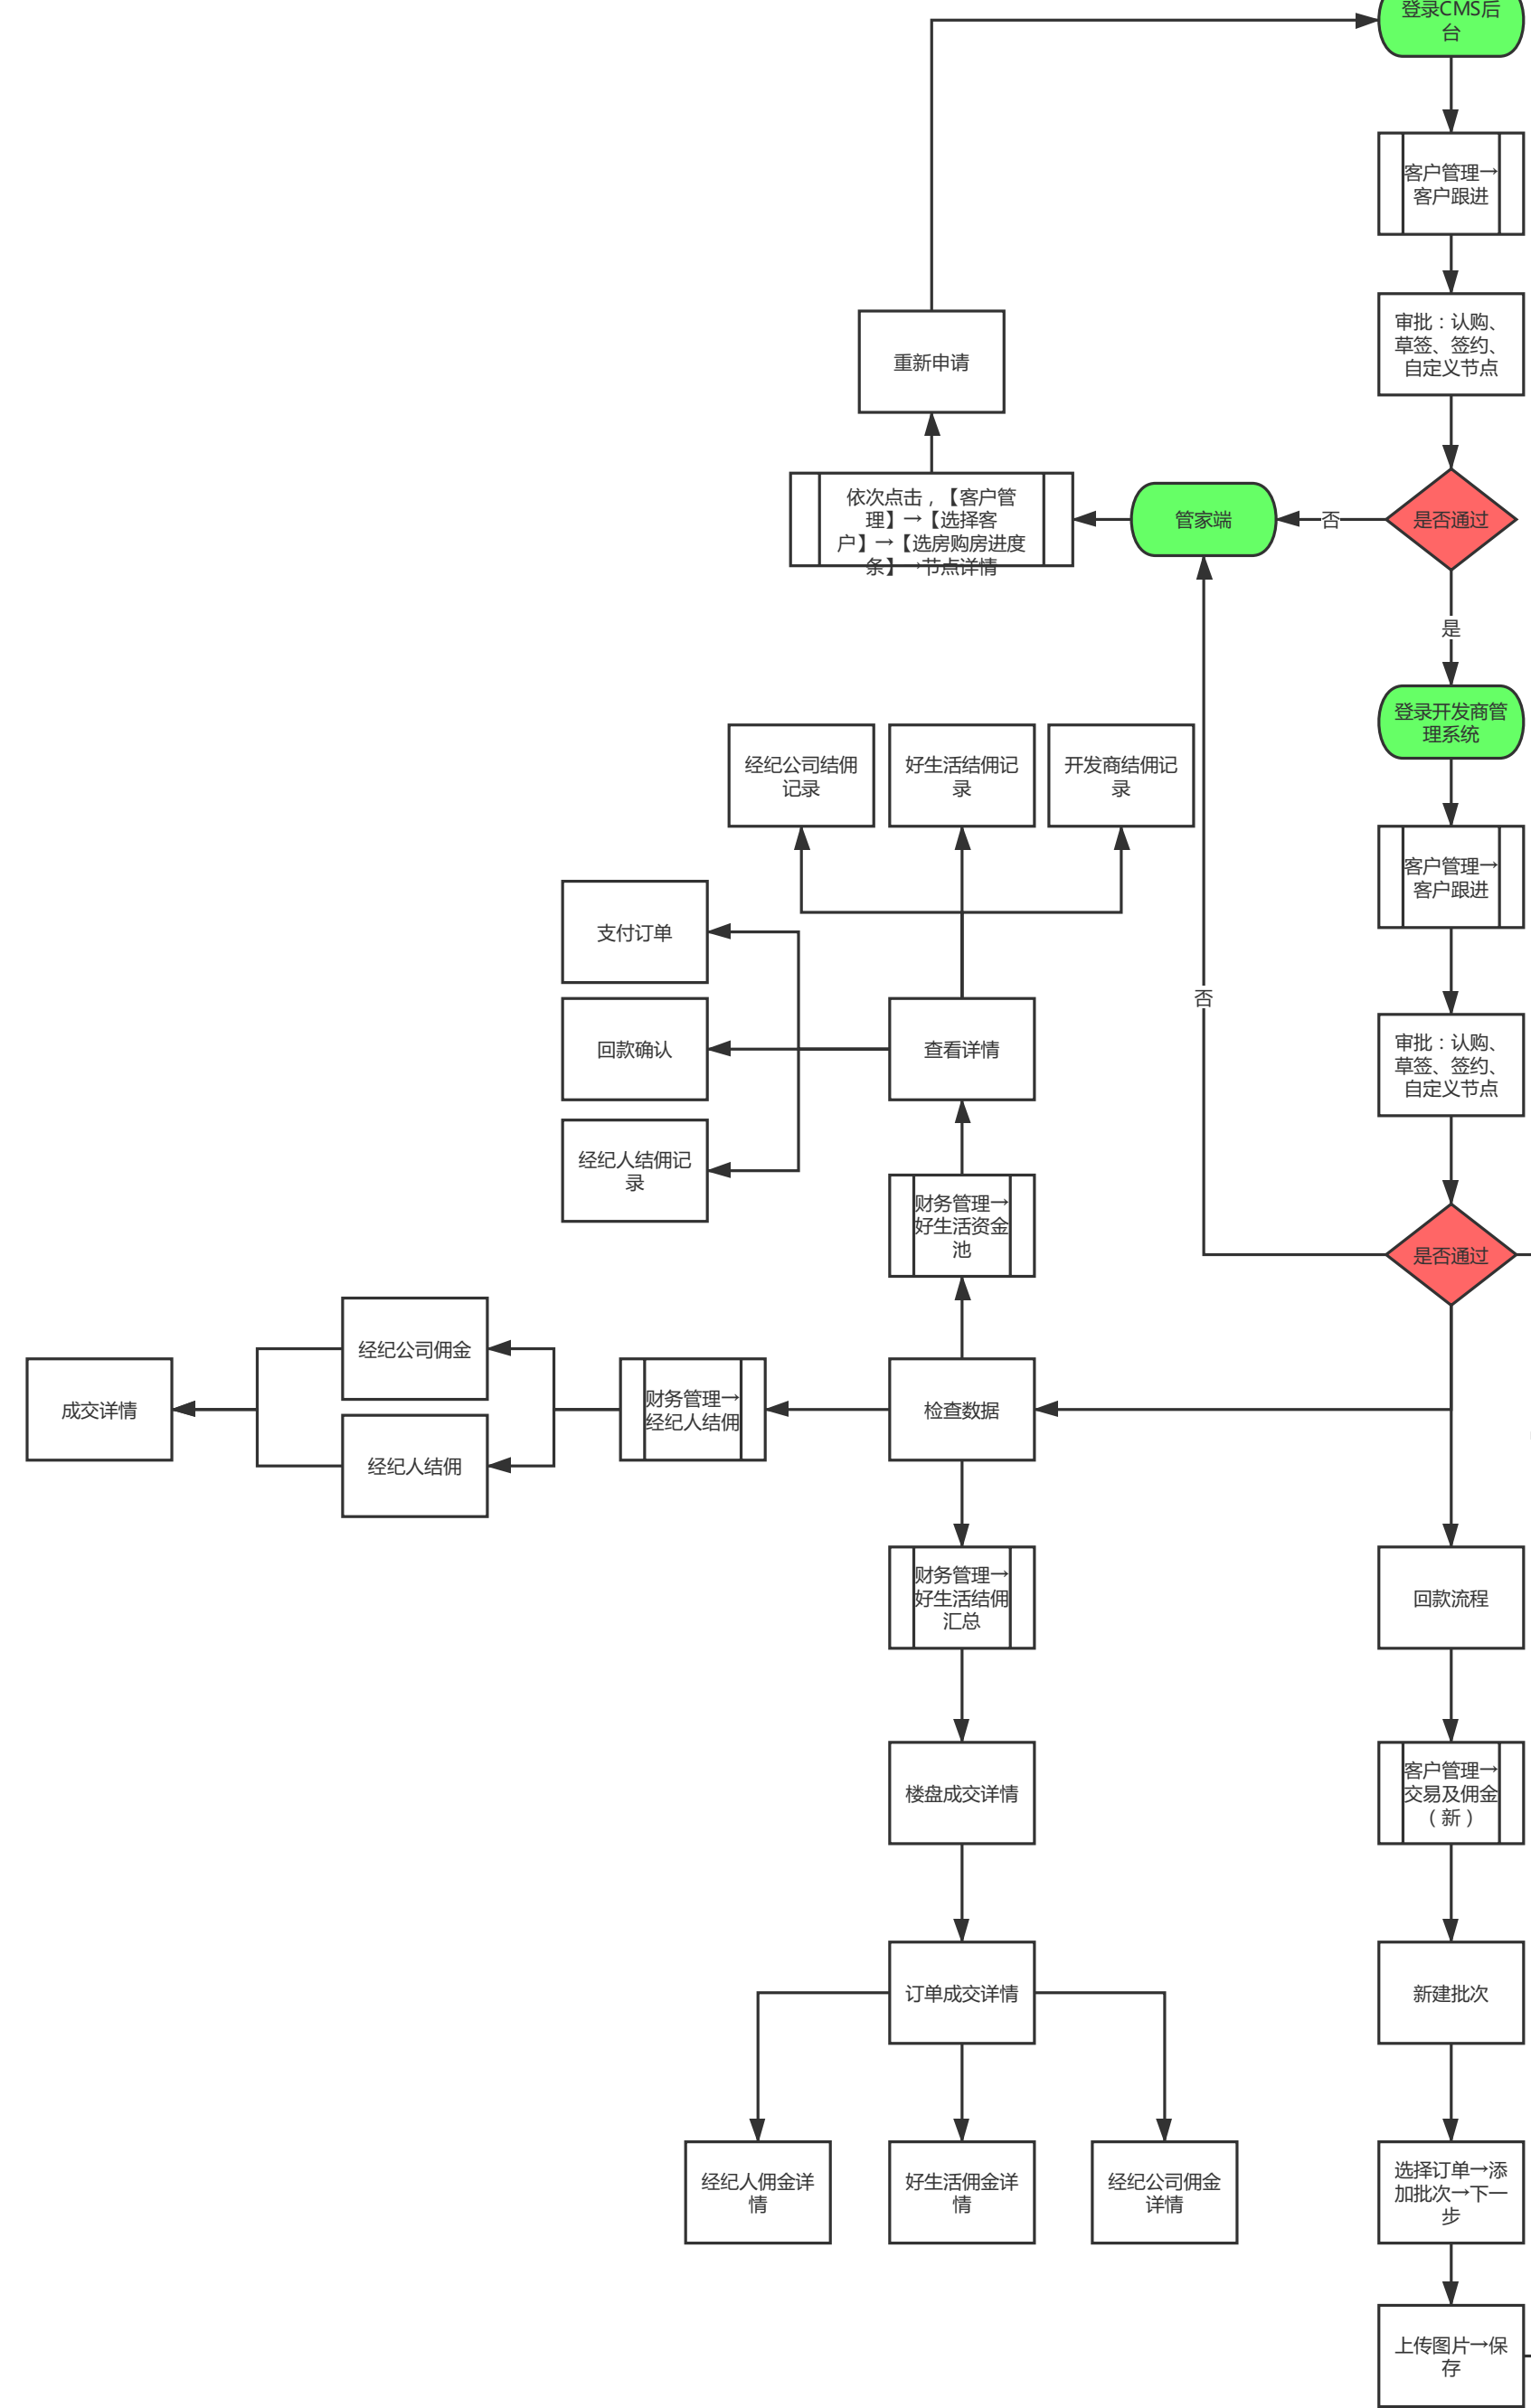 登录CMS后
台
客户管理→
客户跟进
审批：认购、
草签、签约、
自定义节点
重新申请
依次点击，【客户管
理】→【选择客
户】→【选房购房进度
条】→节点详情
管家端
否
是否通过
是
登录开发商管
理系统
经纪公司结佣
记录
好生活结佣记
录
开发商结佣记
录
客户管理→
客户跟进
支付订单
回款确认
查看详情
否
审批：认购、
草签、签约、
自定义节点
经纪人结佣记
录
财务管理→
好生活资金
池
是否通过
经纪公司佣金
成交详情
财务管理→
经纪人结佣
检查数据
经纪人结佣
财务管理→
好生活结佣
汇总
回款流程
楼盘成交详情
客户管理→
交易及佣金
（新）
订单成交详情
新建批次
经纪人佣金详
情
好生活佣金详
情
经纪公司佣金
详情
选择订单→添
加批次→下一
步
上传图片→保
存